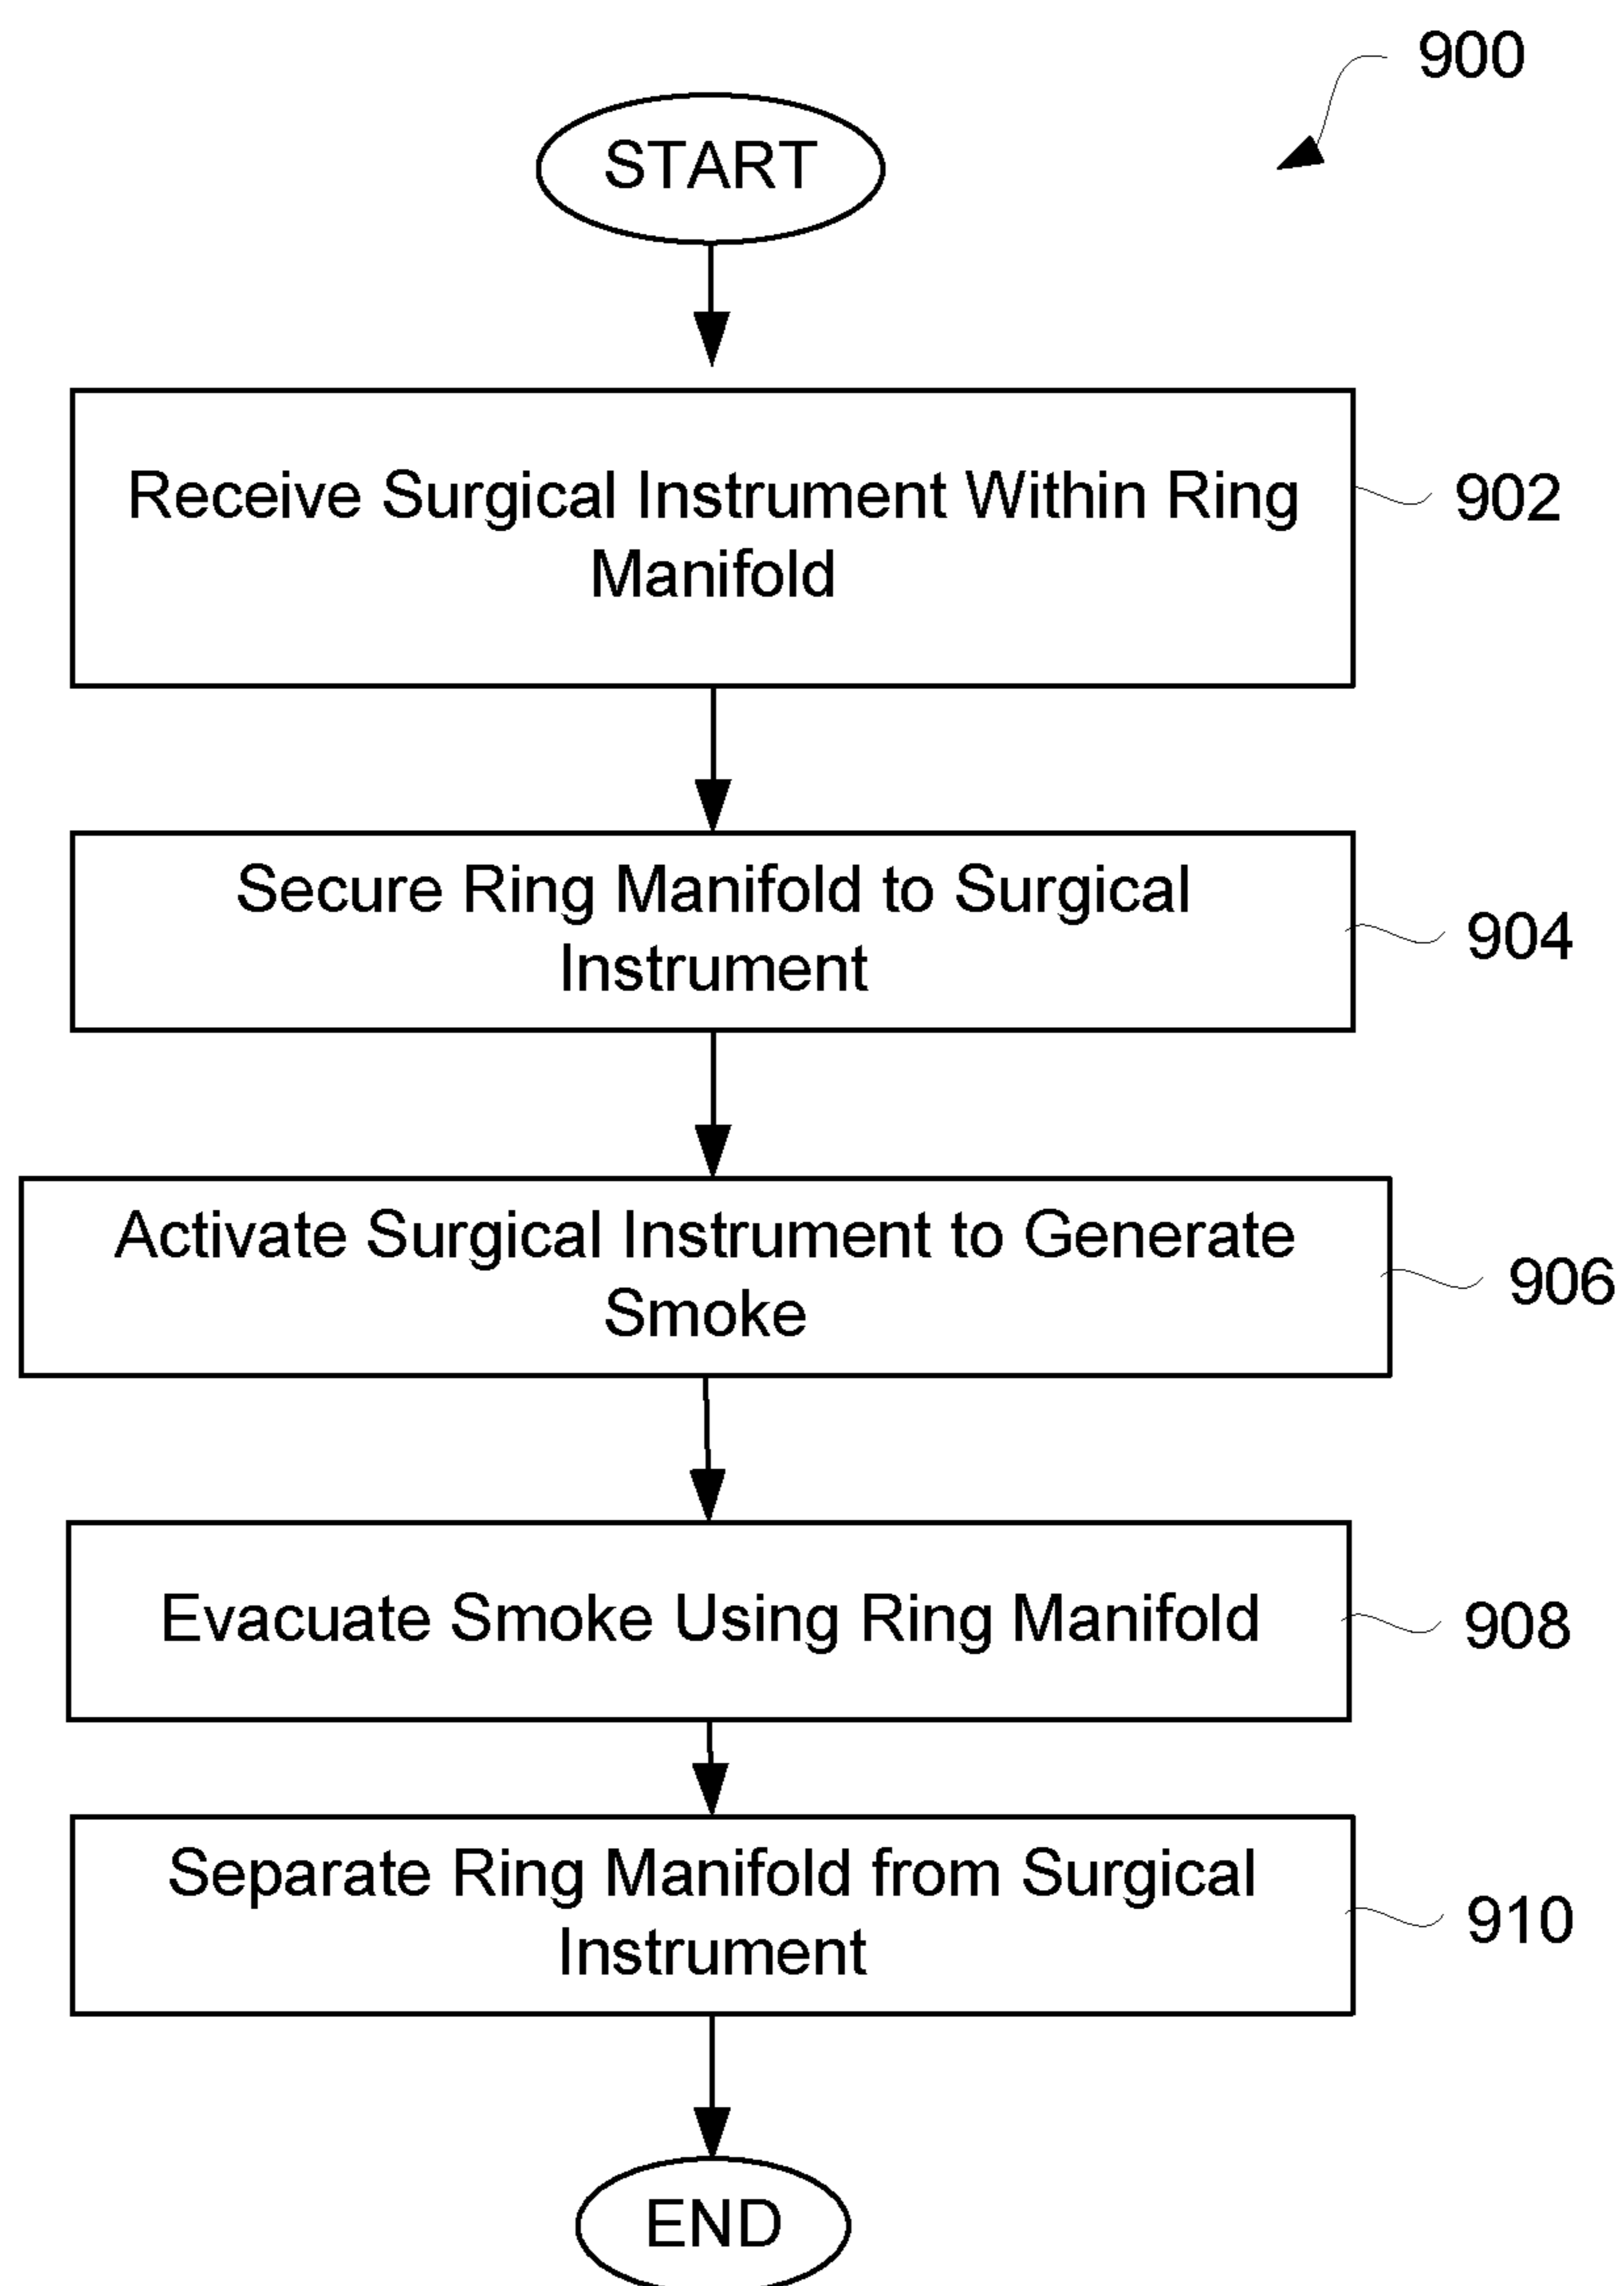 900
START
Receive Surgical Instrument Within Ring
Manifold
902
Secure Ring Manifold to Surgical
Instrument
904
Activate Surgical Instrument to Generate
Smoke
906
Evacuate Smoke Using Ring Manifold
908
Separate Ring Manifold from Surgical
Instrument
910
END